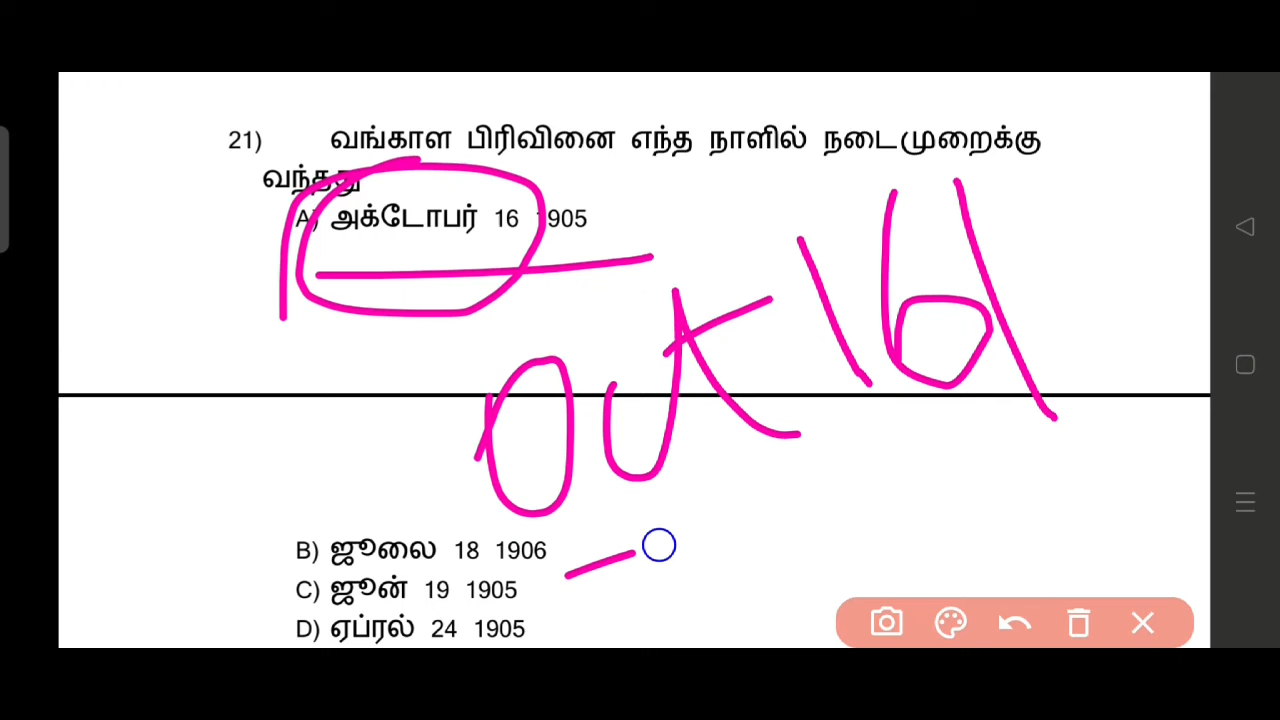 21) வங்காள பிரிவினை எந்த நாளில் நடைமுறைக்கு
வந்தது
A) அக்டோபர் 16 1905
out 16
B) ஜூலை 18 1906
C) ஜூன் 19 1905
D) ஏப்ரல் 24 1905